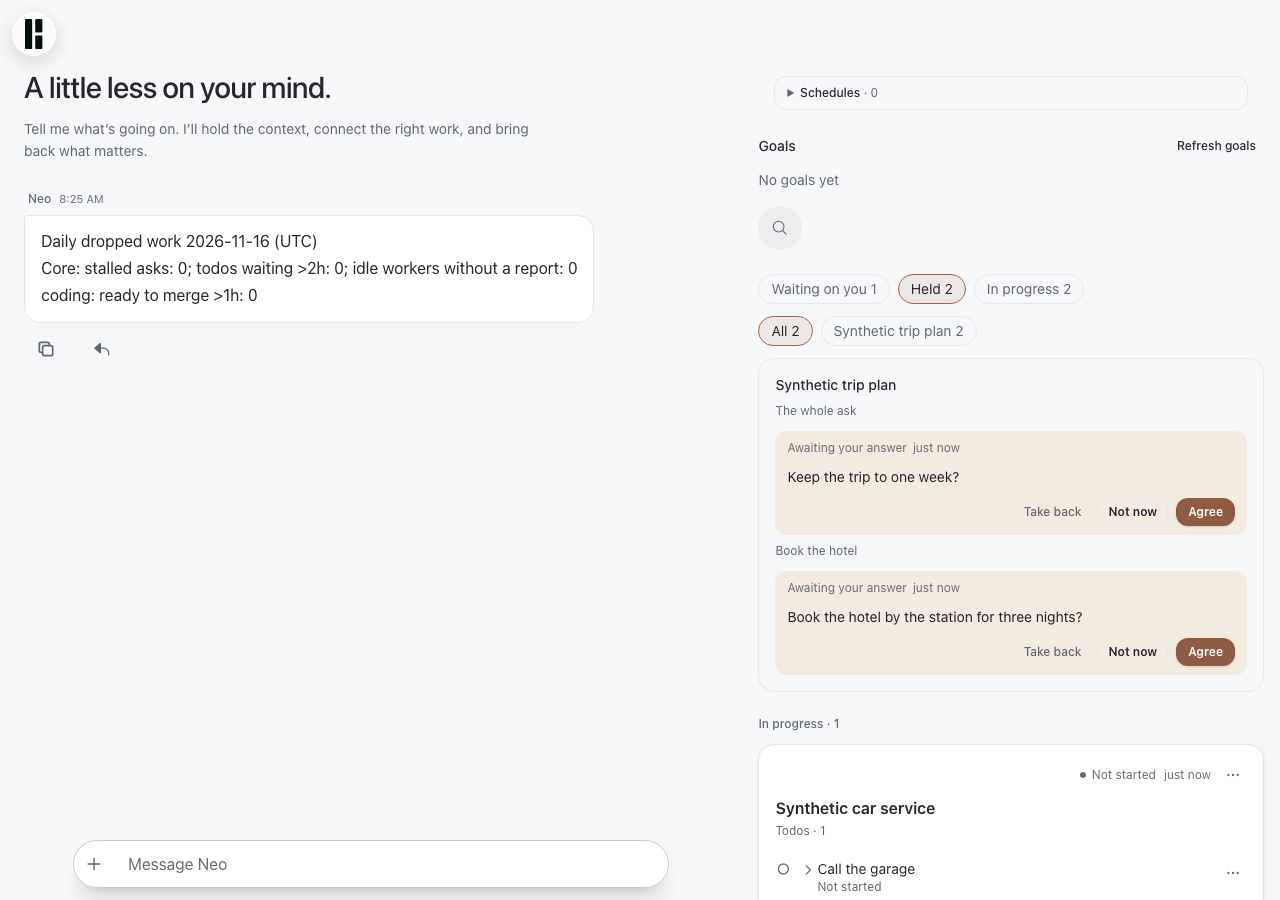 A little less on your mind.
Tell me what’s going on. I’ll hold the context, connect the right work, and bring
back what matters.
Neo 8:25 AM
Daily dropped work 2026-11-16 (UTC)
Core: stalled asks: 0; todos waiting >2h: 0; idle workers without a report: 0
coding: ready to merge >1h: 0
Message Neo
Schedules · 0
Goals Refresh goals
No goals yet
Waiting on you 1 Held 2 In progress 2
All 2 Synthetic trip plan 2
Synthetic trip plan
The whole ask
Awaiting your answer just now
Keep the trip to one week?
Take back Not now Agree
Book the hotel
Awaiting your answer just now
Book the hotel by the station for three nights?
Take back Not now Agree
In progress · 1
Not started just now
Synthetic car service
Todos · 1
Call the garage
Not started